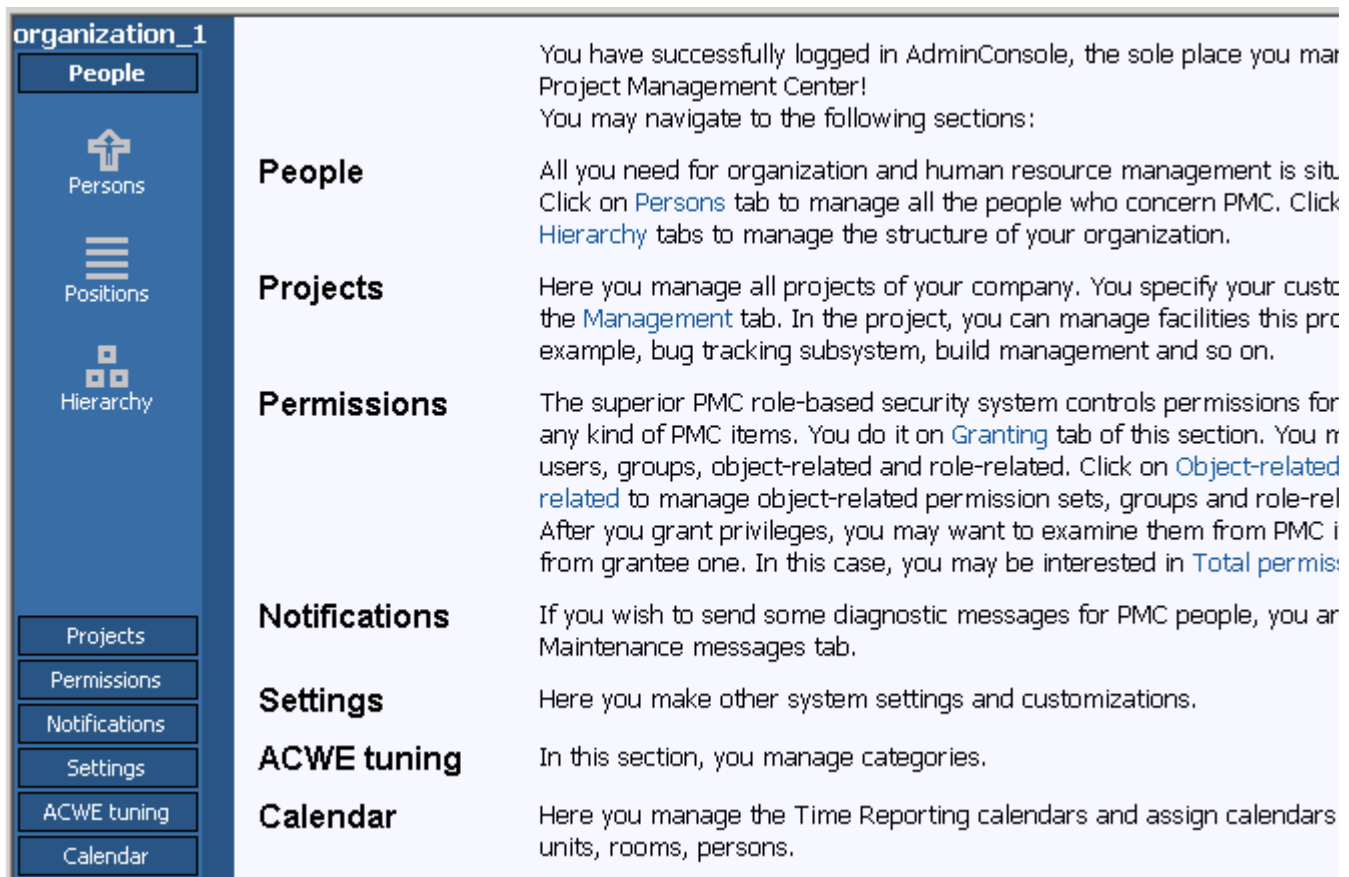 organization_1
People
Persons
Positions
Hierarchy
Projects
Permissions
Notifications
Settings
ACWE tuning
Calendar
You have successfully logged in AdminConsole, the sole place you
Project Management Center!
You may navigate to the following sections:
People
All you need for organization and human resource management is
Click on Persons tab to manage all the people who concern PMC. Click
Hierarchy tabs to manage the structure of your organization.
Projects
Here you manage all projects of your company. You specify your
the Management tab. In the project, you can manage facilities this
example, bug tracking subsystem, build management and so on.
Permissions
The superior PMC role-based security system controls permissions for
any kind of PMC items. You do it on Granting tab of this section. You
users, groups, object-related and role-related. Click on Object-related
related to manage object-related permission sets, groups and
After you grant privileges, you may want to examine them from PMC
from grantee one. In this case, you may be interested in Total
Notifications
If you wish to send some diagnostic messages for PMC people, you
Maintenance messages tab.
Settings
Here you make other system settings and customizations.
ACWE tuning
In this section, you manage categories.
Calendar
Here you manage the Time Reporting calendars and assign calendars
units, rooms, persons.